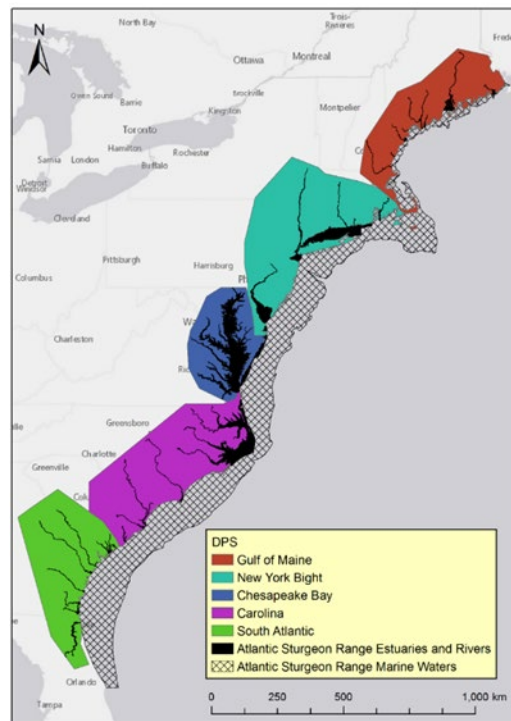 North Bay
Trois-
Rivières
Ottawa
Montreal
Owen Sound
Barrie
Brockville
Kingston
Montpelier
Toronto
Sarnia
London
Hamilton
Rochester
Buffalo
Detroit
Windsor
Cleveland
Pittsburgh
Harrisburg
Columbus
Charleston
Greensboro
Charlotte
Greenville
Orlando
Tampa
N
DPS
Gulf of Maine
New York Bight
Chesapeake Bay
Carolina
South Atlantic
Atlantic Sturgeon Range Estuaries and Rivers
Atlantic Sturgeon Range Marine Waters
0 250 500 1,000 km